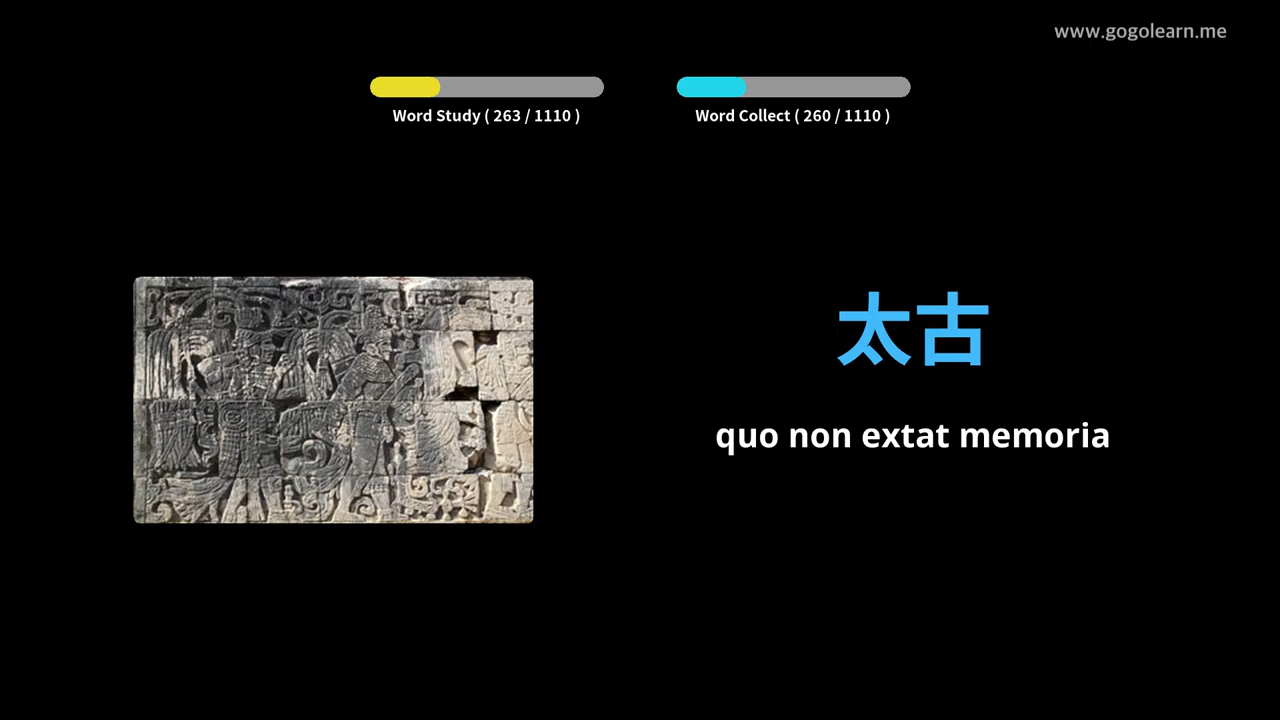 www.gogolearn.me
Word Study ( 263 / 1110 )
Word Collect ( 260 / 1110 )
太古
quo non extat memoria